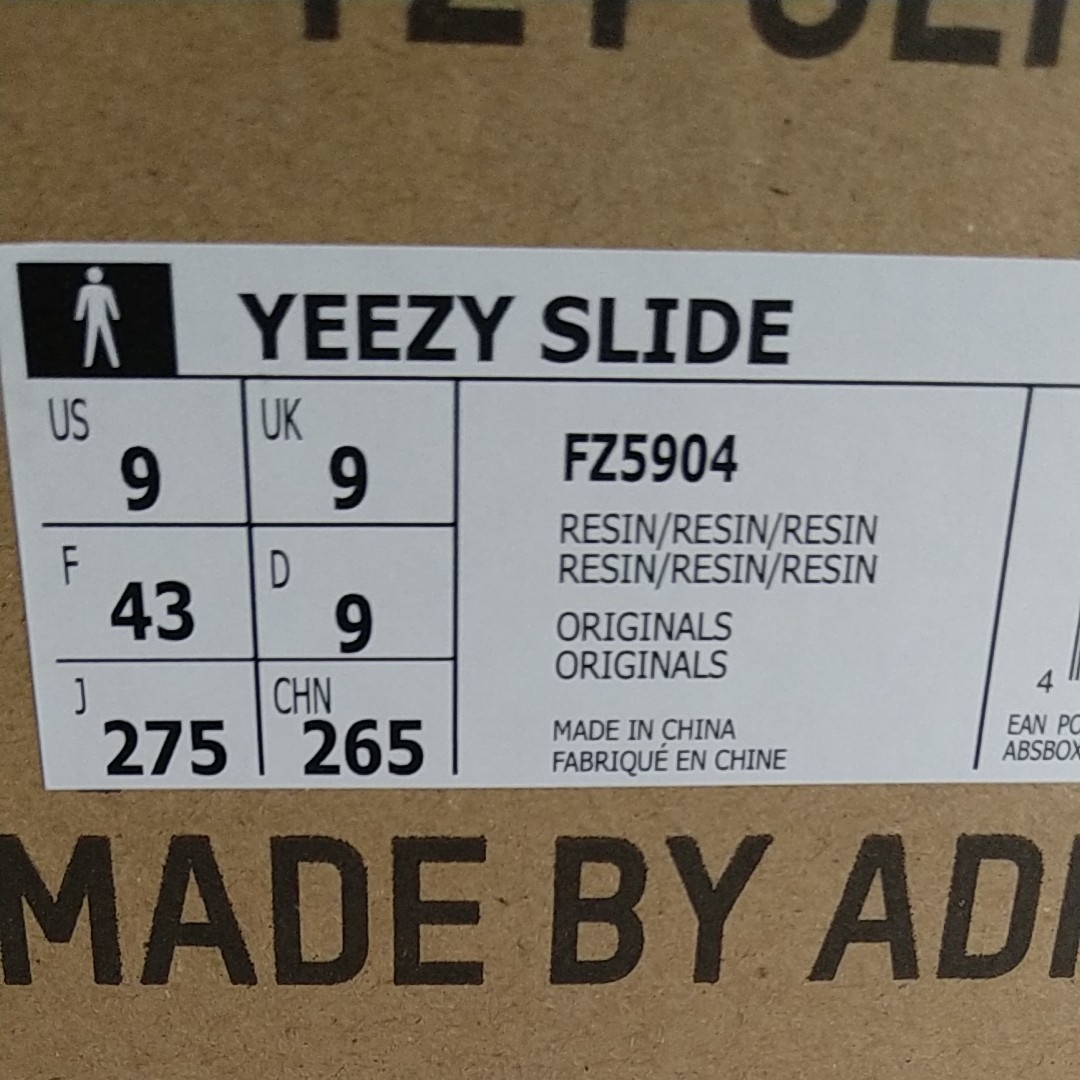 YEEZY SLIDE
US 9 UK 9
F 43 D 9
J 275 CHN 265
FZ5904
RESIN/RESIN/RESIN
RESIN/RESIN/RESIN
ORIGINALS
ORIGINALS
MADE IN CHINA
FABRIQUÉ EN CHINE
4
EAN
MADE BY